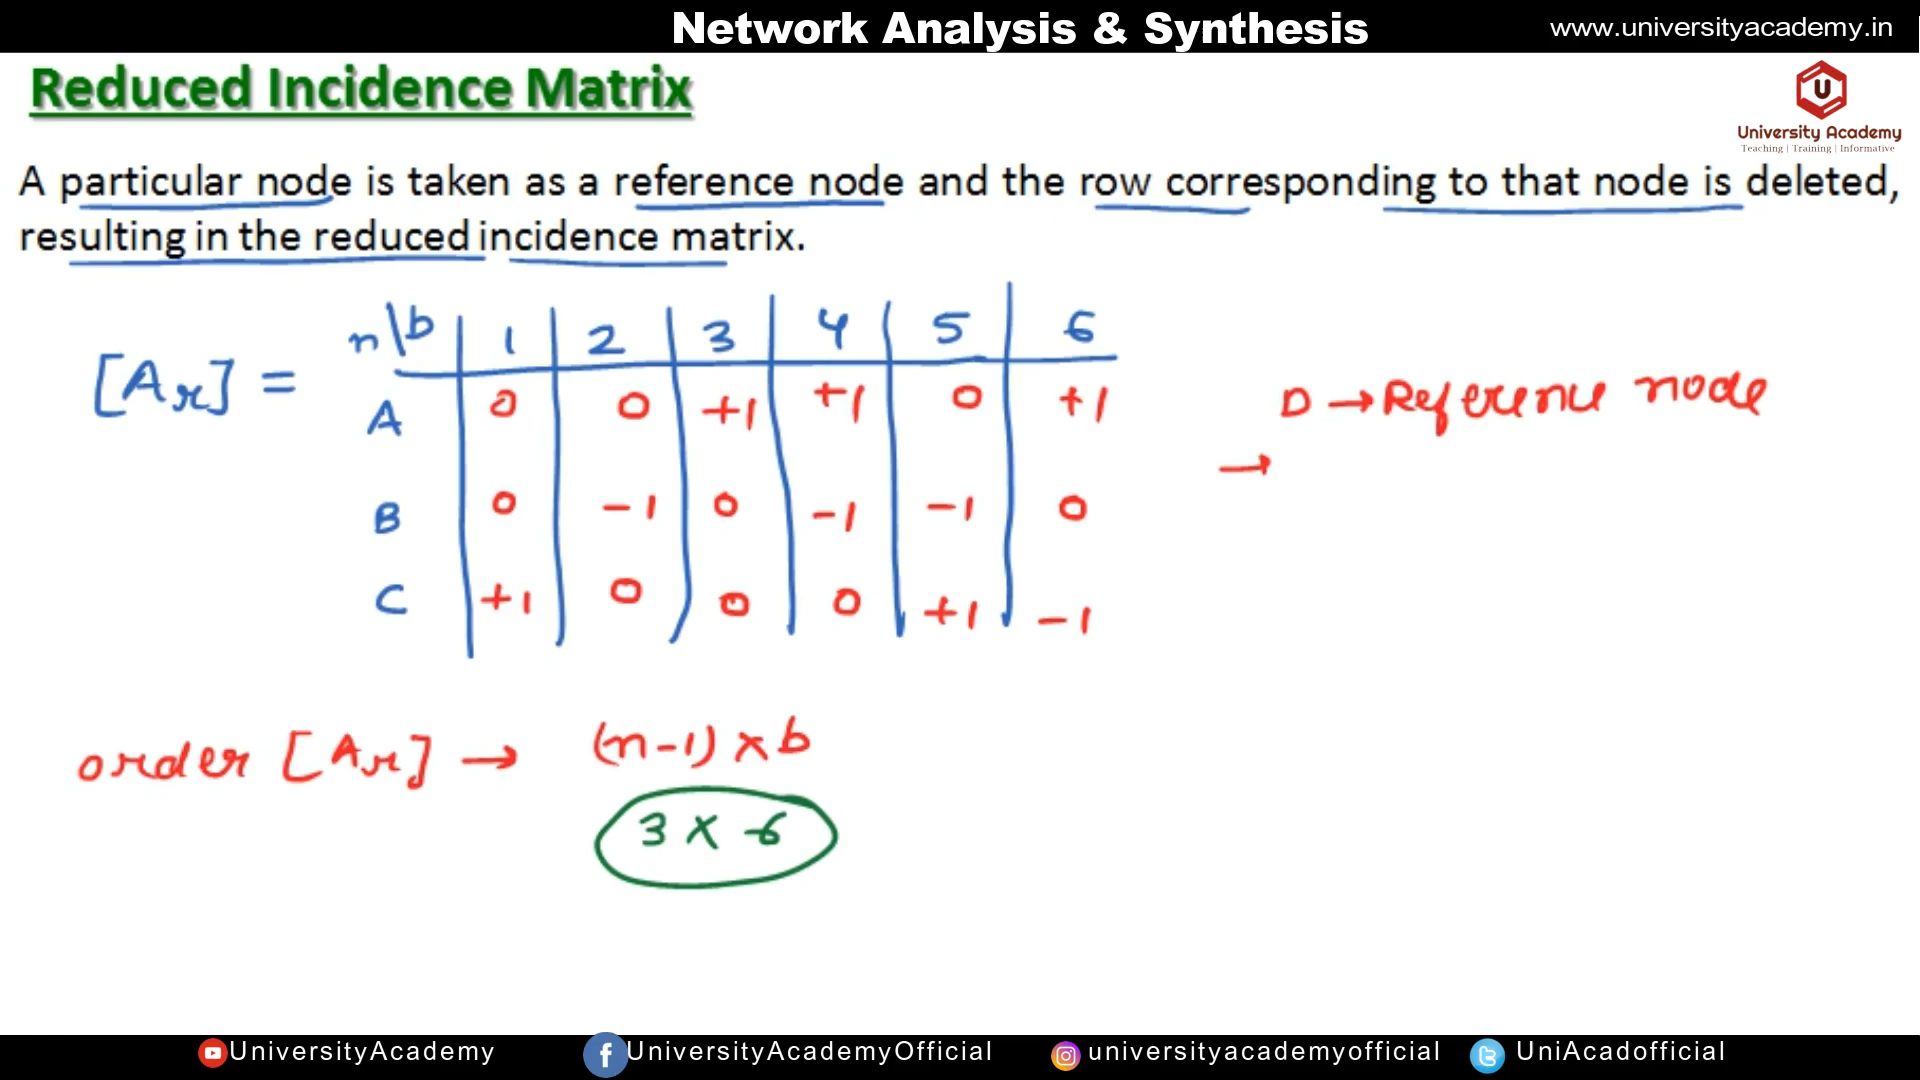 Network Analysis & Synthesis
www.universityacademy.in
Reduced Incidence Matrix
U
University Academy
Teaching | Training | Informative
A particular node is taken as a reference node and the row corresponding to that node is deleted,
resulting in the reduced incidence matrix.
[Ar] =
n\b 1 2 3 4 5 6
A 0 0 +1 +1 0 +1
B 0 -1 0 -1 -1 0
C +1 0 0 0 +1 -1
D → Reference node
→
order [Ar] → (n-1) × b
3 × 6
UniversityAcademy
UniversityAcademyOfficial
universityacademyofficial
UniAcadofficial